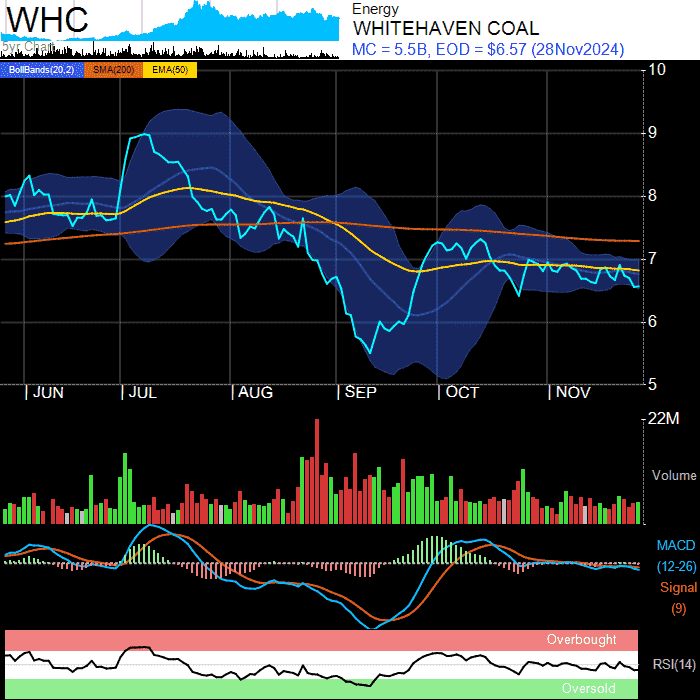 WHC
5yr Chart
Energy
WHITEHAVEN COAL
MC = 5.5B, EOD = $6.57 (28Nov2024)
BollBands(20,2) SMA(200) EMA(50)
10
9
8
7
6
5
JUN JUL AUG SEP OCT NOV
22M
Volume
MACD
(12-26)
Signal
(9)
Overbought
RSI(14)
Oversold